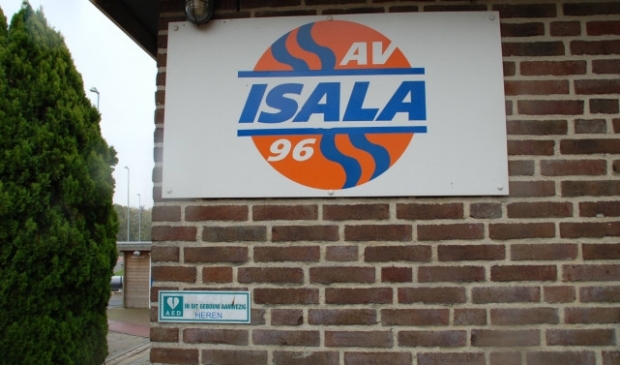 AV
ISALA
96
AED
IN DIT GEBOUW AANWEZIG
HEREN